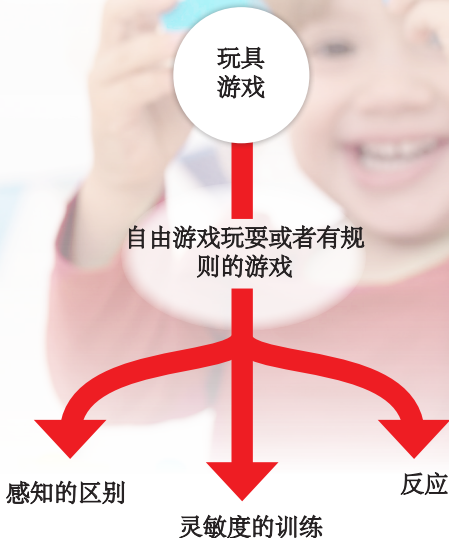 玩具
游戏
自由游戏玩耍或者有规
则的游戏
感知的区别
灵敏度的训练
反应